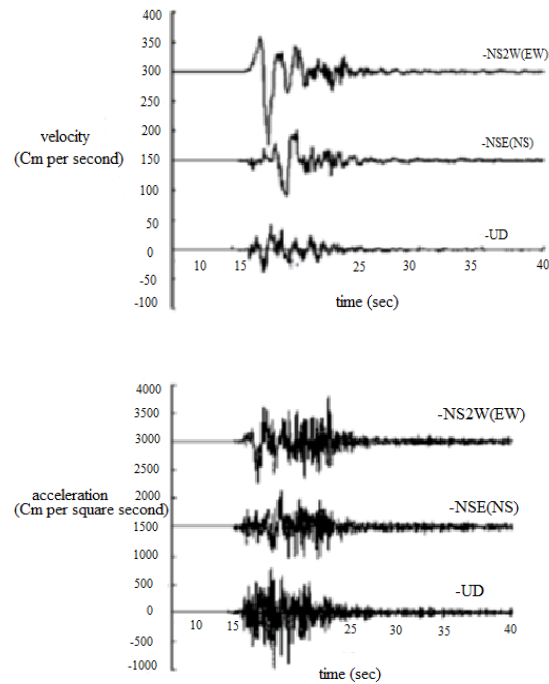 400
350
-NS2W(EW)
300
250
200
velocity
(Cm per second)
-NSE(NS)
150
100
50
-UD
0
10 15 25 30 35 40
-50
-100
time (sec)
4000
3500
-NS2W(EW)
3000
2500
2000
acceleration
(Cm per square second)
-NSE(NS)
1500
1000
500
-UD
0
10 15 25 30 35 40
-500
-1000
time (sec)